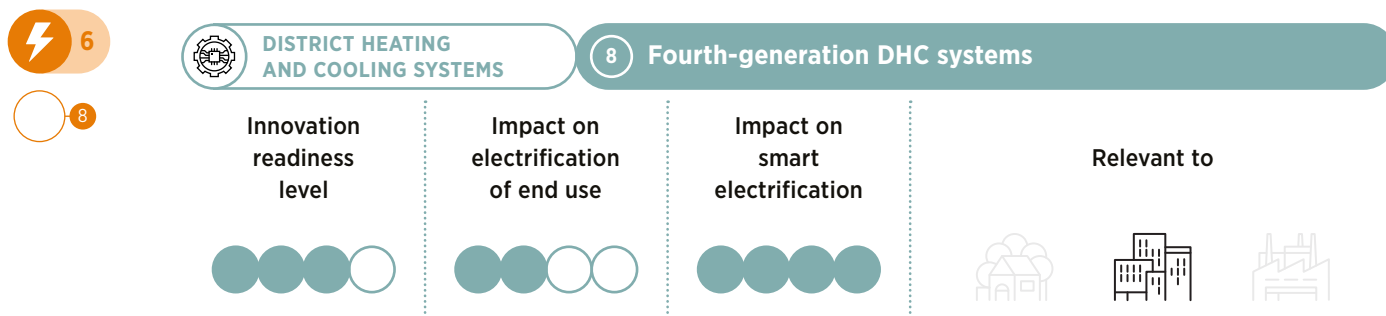 6
8
DISTRICT HEATING
AND COOLING SYSTEMS
8 Fourth-generation DHC systems
Innovation
readiness
level
Impact on
electrification
of end use
Impact on
smart
electrification
Relevant to